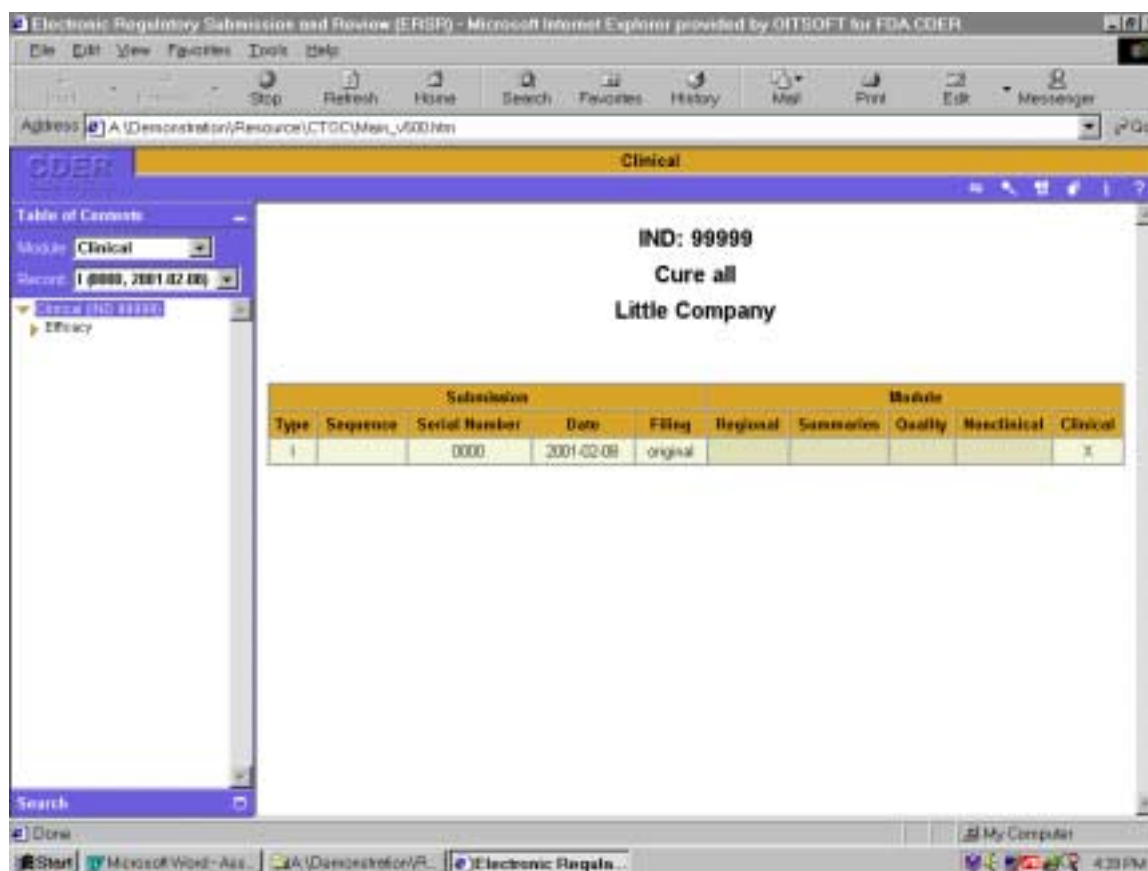 Electronic Regulatory Submission and Review (ERSR) - Microsoft Internet Explorer provided by OITSOFT for FDA CDER
File Edit View Favorites Tools Help
Stop Refresh Home Search Favorites History Mail Print Edit Messenger
Address A:\Demonstration\Resource\CTOC\Main_v500.htm Go
CDER
Clinical
Table of Contents
Module: Clinical
Record: I (0000, 2001-02-08)
Clinical (IND 99999)
Efficacy
IND: 99999
Cure all
Little Company
Submission Module
Type Sequence Serial Number Date Filing Regional Summaries Quality Nonclinical Clinical
I 0000 2001-02-08 original X
Search
Done My Computer
Start Microsoft Word - Ass... A:\Demonstration\R... Electronic Regula... 4:39 PM